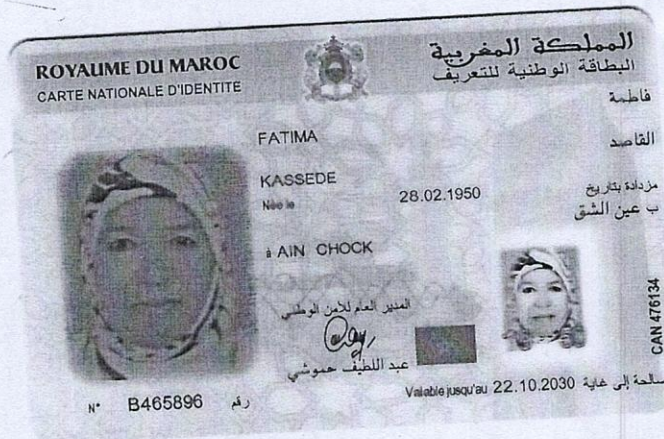 ROYAUME DU MAROC
المملكة المغربية
CARTE NATIONALE D'IDENTITE
البطاقة الوطنية للتعريف
فاطمة
FATIMA
القاصد
KASSEDE
Née le 28.02.1950
مزدادة بتاريخ
ب عين الشق
à AIN CHOCK
المدير العام للأمن الوطني
عبد اللطيف حموشي
CAN 476134
N° B465896 رقم
Valable jusqu'au 22.10.2030 صالحة إلى غاية